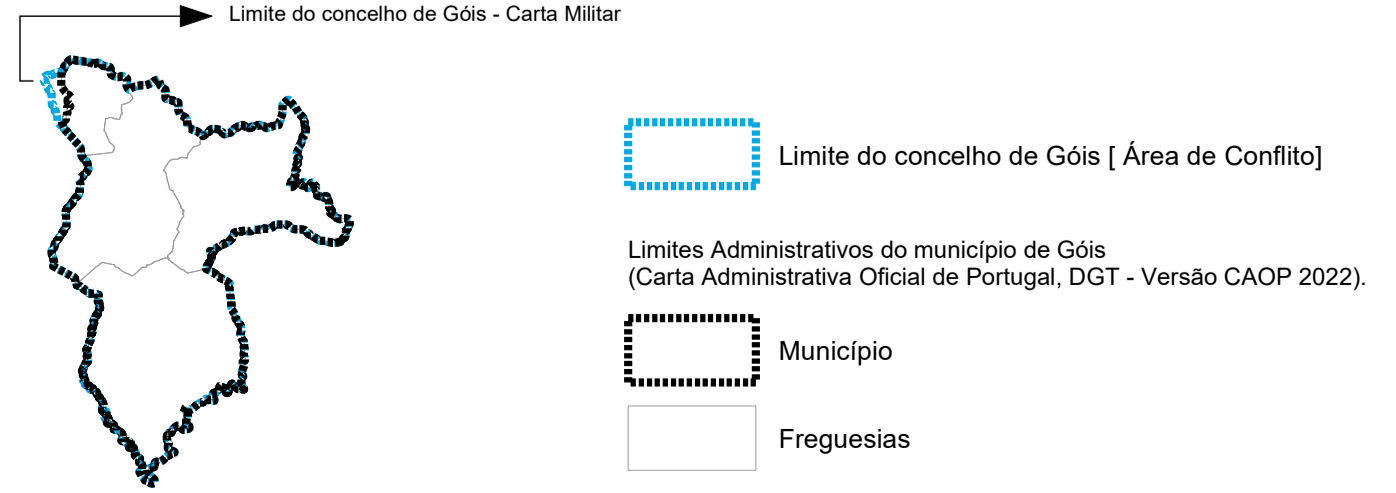 Limite do concelho de Góis - Carta Militar
Limite do concelho de Góis [ Área de Conflito]
Limites Administrativos do município de Góis
(Carta Administrativa Oficial de Portugal, DGT - Versão CAOP 2022).
Município
Freguesias